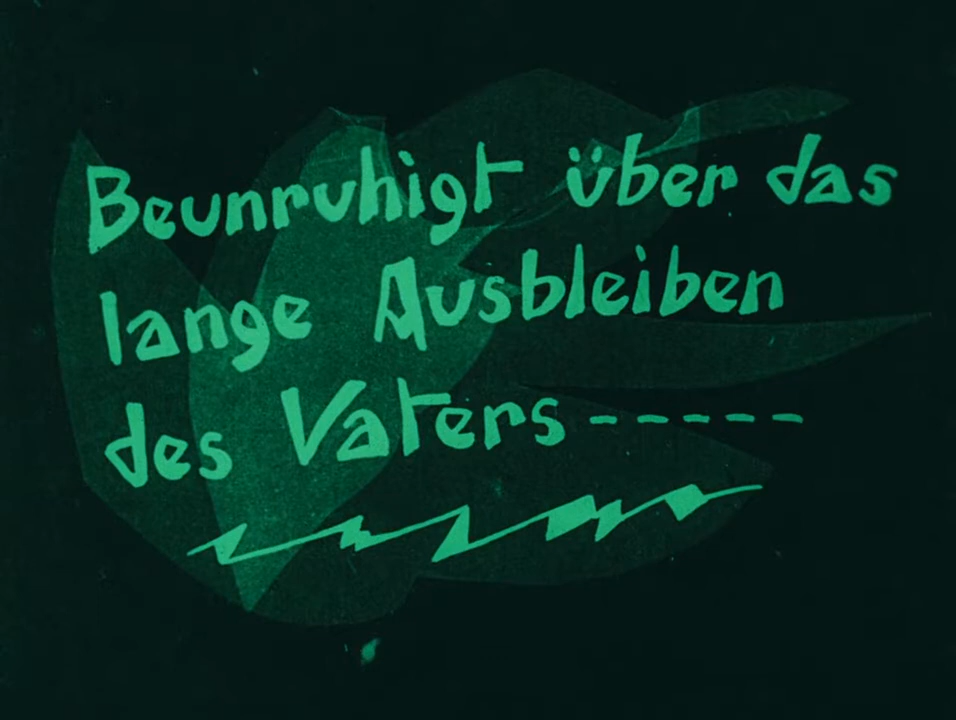 Beunruhigt über das
lange Ausbleiben
des Vaters -----